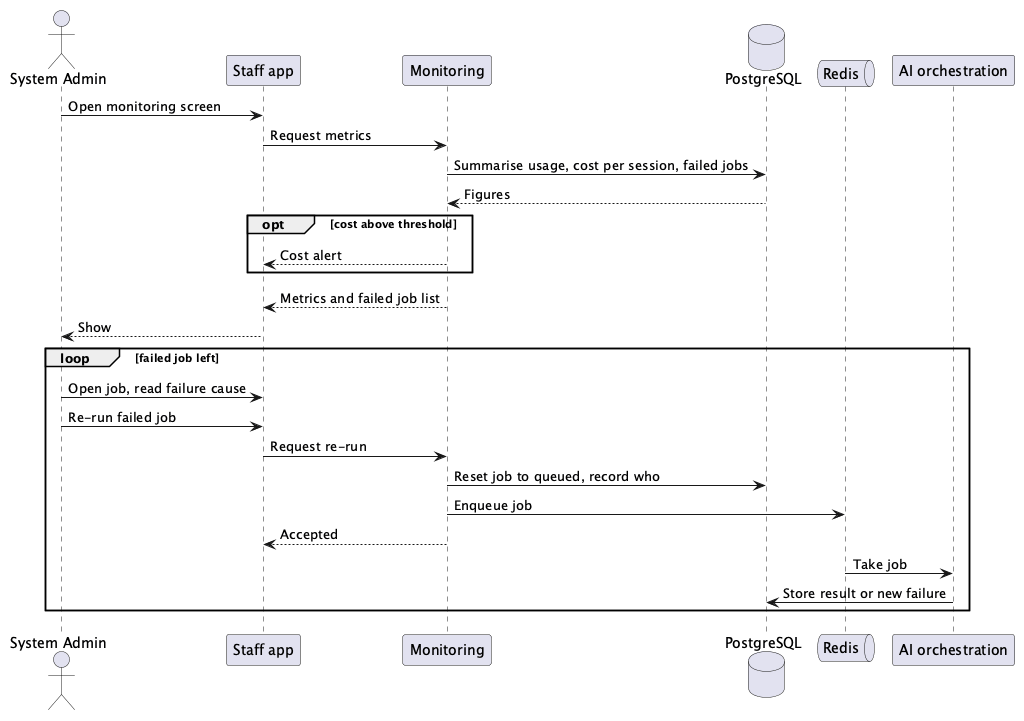 System Admin
Staff app
Monitoring
PostgreSQL
Redis
AI orchestration
Open monitoring screen
Request metrics
Summarise usage, cost per session, failed jobs
Figures
opt
[cost above threshold]
Cost alert
Metrics and failed job list
Show
loop
[failed job left]
Open job, read failure cause
Re-run failed job
Request re-run
Reset job to queued, record who
Enqueue job
Accepted
Take job
Store result or new failure
System Admin
Staff app
Monitoring
PostgreSQL
Redis
AI orchestration